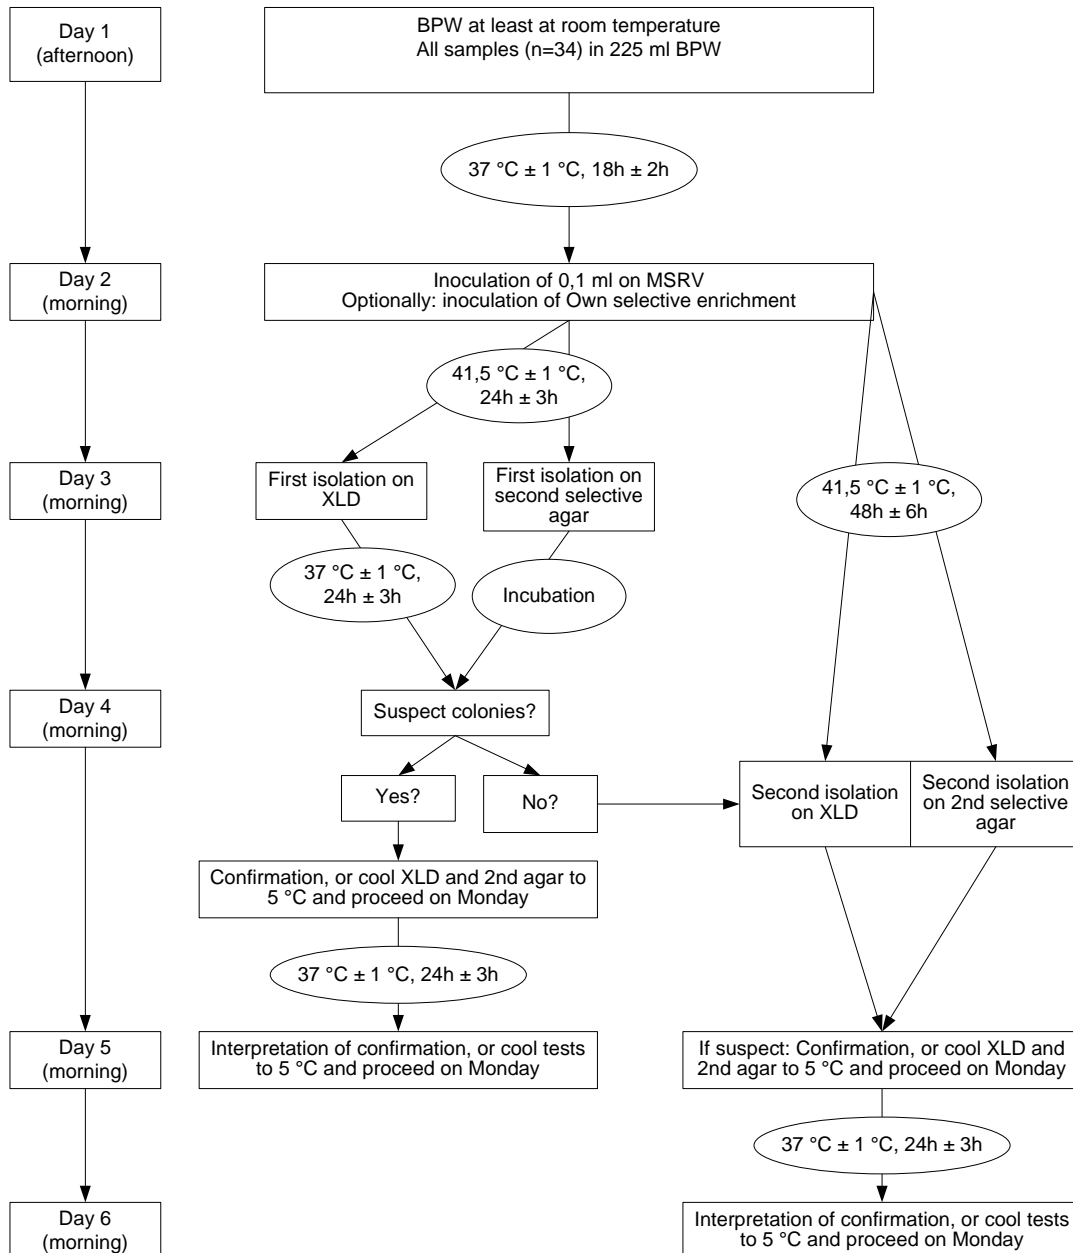 Day 1
(afternoon)
BPW at least at room temperature
All samples (n=34) in 225 ml BPW
37 °C ± 1 °C, 18h ± 2h
Day 2
(morning)
Inoculation of 0,1 ml on MSRV
Optionally: inoculation of Own selective enrichment
41,5 °C ± 1 °C,
24h ± 3h
Day 3
(morning)
First isolation on
XLD
First isolation on
second selective
agar
41,5 °C ± 1 °C,
48h ± 6h
37 °C ± 1 °C,
24h ± 3h
Incubation
Day 4
(morning)
Suspect colonies?
Yes?
No?
Second isolation
on XLD
Second isolation
on 2nd selective
agar
Confirmation, or cool XLD and 2nd agar to
5 °C and proceed on Monday
37 °C ± 1 °C, 24h ± 3h
Day 5
(morning)
Interpretation of confirmation, or cool tests
to 5 °C and proceed on Monday
If suspect: Confirmation, or cool XLD and
2nd agar to 5 °C and proceed on Monday
37 °C ± 1 °C, 24h ± 3h
Day 6
(morning)
Interpretation of confirmation, or cool tests
to 5 °C and proceed on Monday